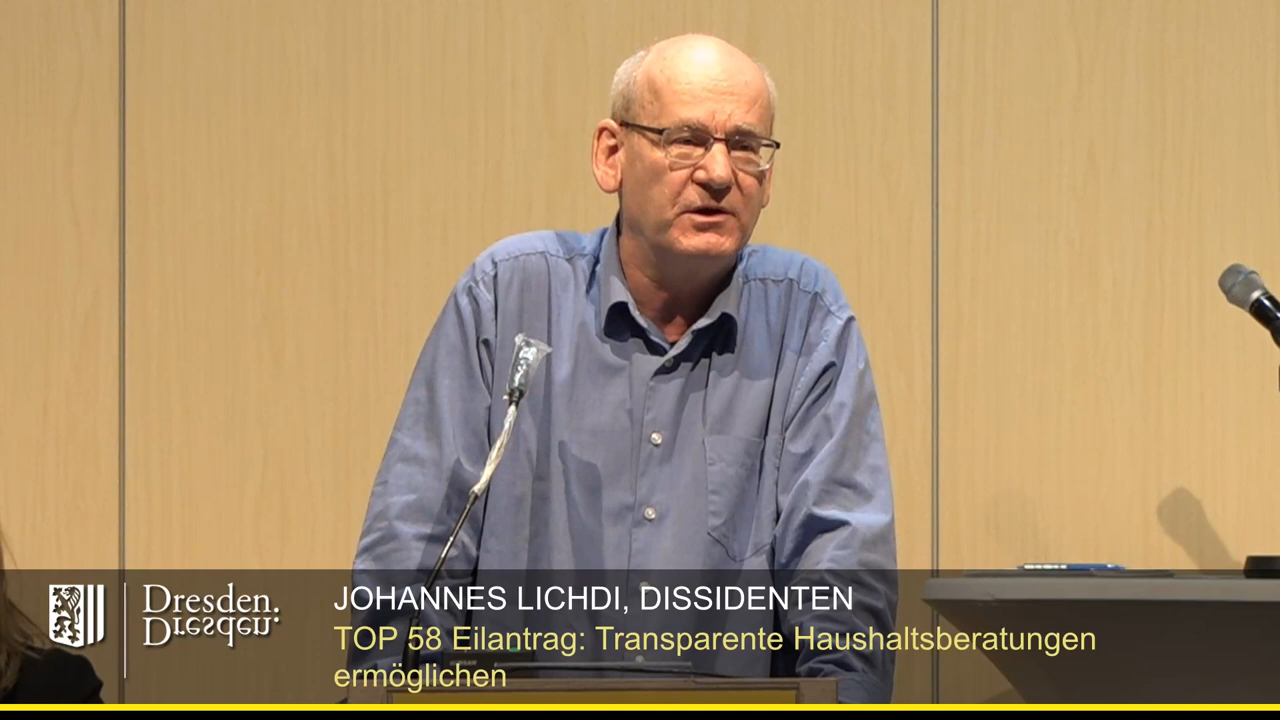 Dresden.
Dresden.
JOHANNES LICHDI, DISSIDENTEN
TOP 58 Eilantrag: Transparente Haushaltsberatungen
ermöglichen